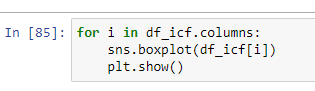 In [85]: for i in df_icf.columns:
    sns.boxplot(df_icf[i])
    plt.show()